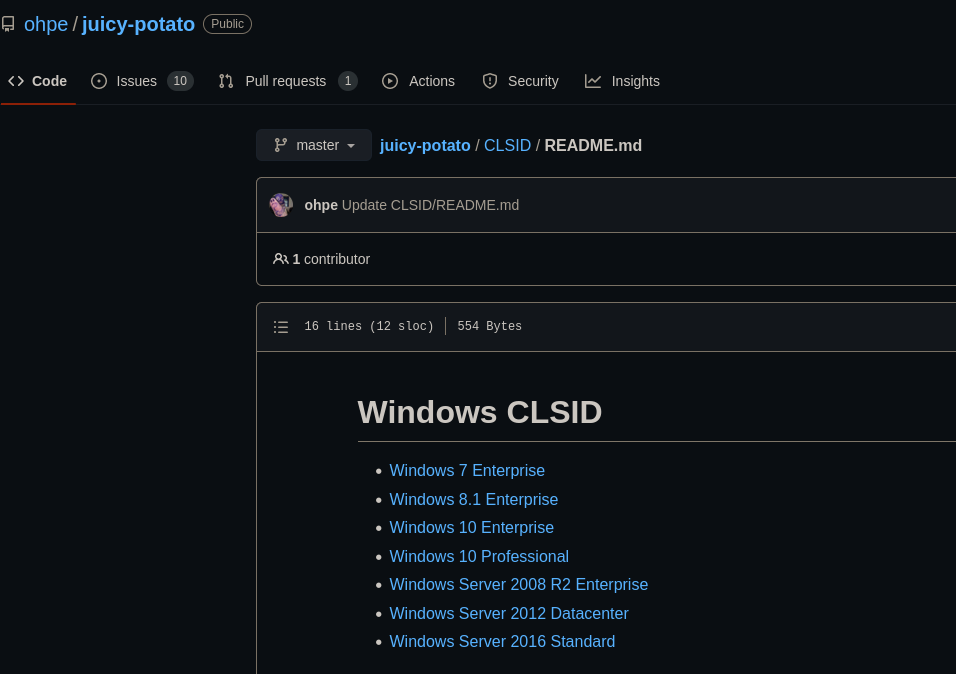 ohpe / juicy-potato Public
Code Issues 10 Pull requests 1 Actions Security Insights
master juicy-potato / CLSID / README.md
ohpe Update CLSID/README.md
1 contributor
16 lines (12 sloc) 554 Bytes
Windows CLSID
• Windows 7 Enterprise
• Windows 8.1 Enterprise
• Windows 10 Enterprise
• Windows 10 Professional
• Windows Server 2008 R2 Enterprise
• Windows Server 2012 Datacenter
• Windows Server 2016 Standard